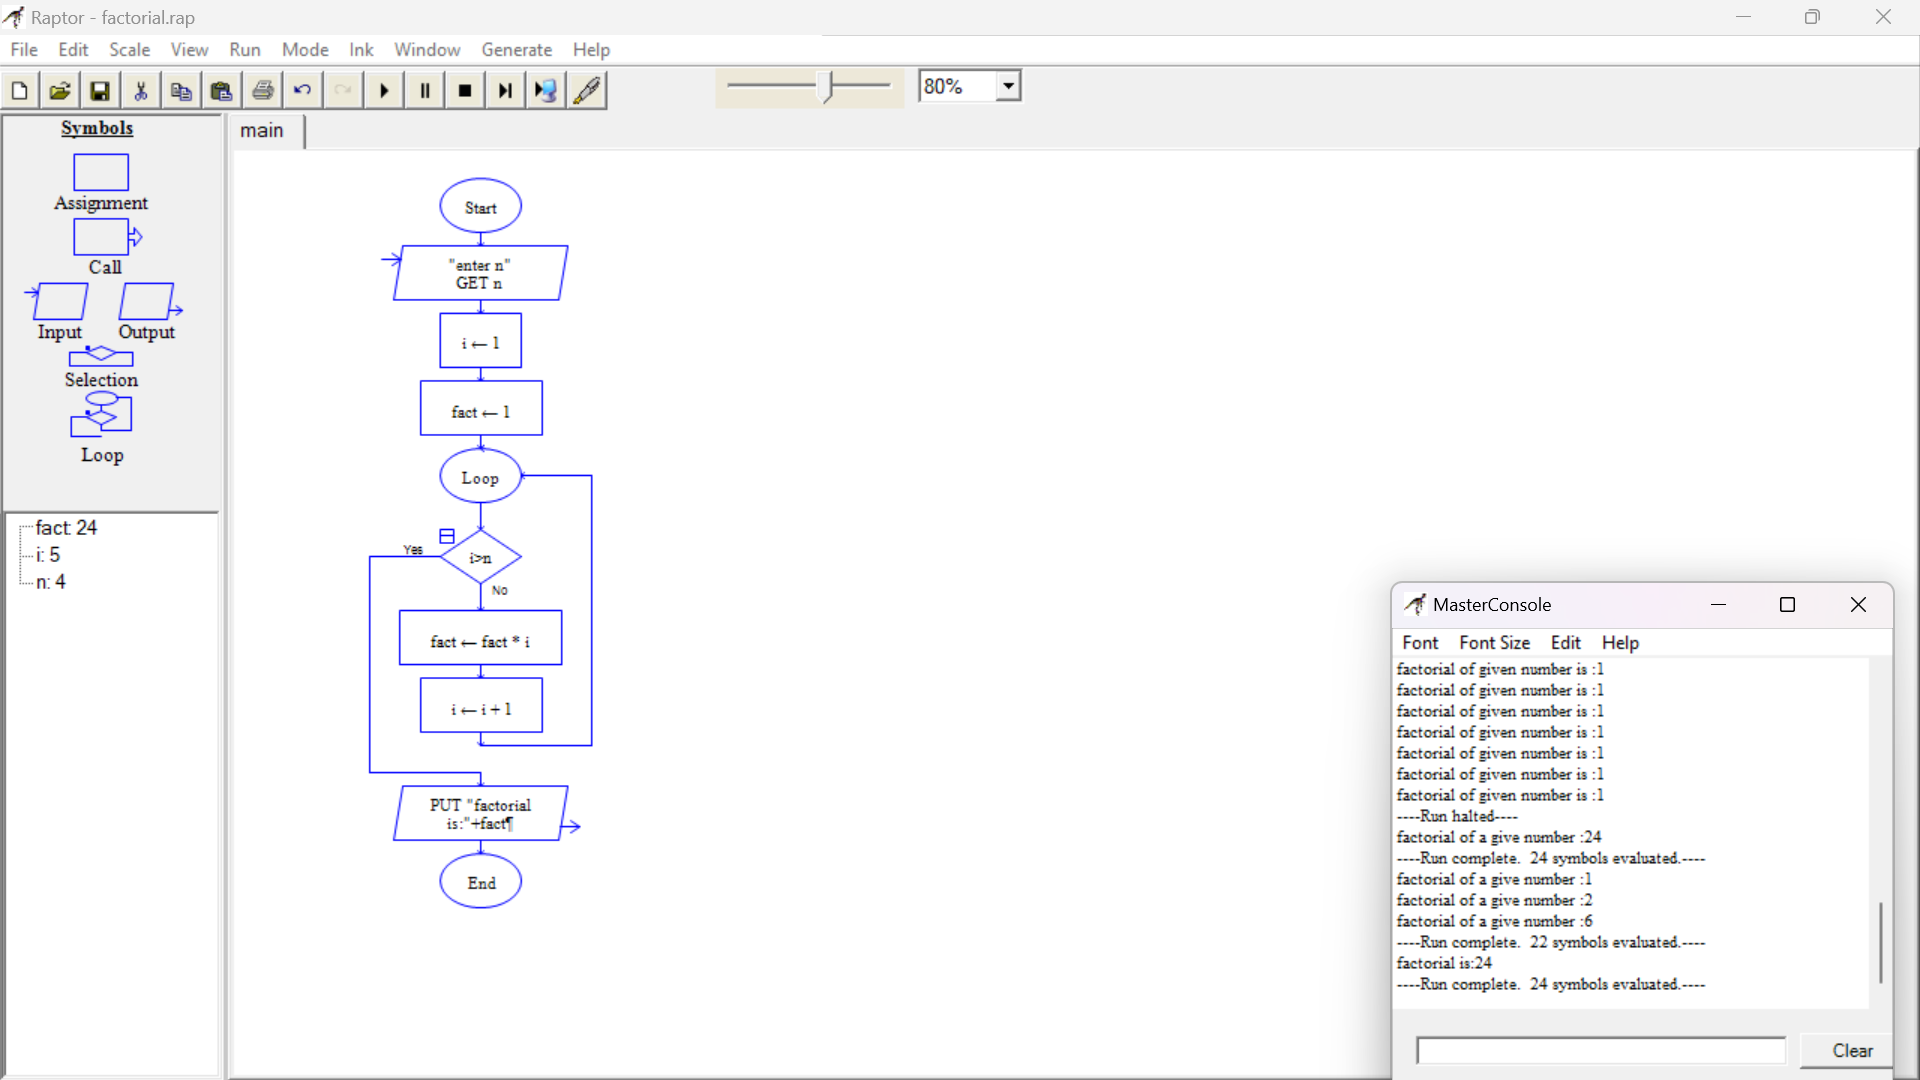 Raptor - factorial.rap
File Edit Scale View Run Mode Ink Window Generate Help
80%
Symbols
Assignment
Call
Input Output
Selection
Loop
fact: 24
i: 5
n: 4
main
Start
"enter n"
GET n
i ← 1
fact ← 1
Loop
Yes
i>n
No
fact ← fact * i
i ← i + 1
PUT "factorial
is:"+fact¶
End
MasterConsole
Font Font Size Edit Help
factorial of given number is :1
factorial of given number is :1
factorial of given number is :1
factorial of given number is :1
factorial of given number is :1
factorial of given number is :1
factorial of given number is :1
----Run halted----
factorial of a give number :24
----Run complete.  24 symbols evaluated.----
factorial of a give number :1
factorial of a give number :2
factorial of a give number :6
----Run complete.  22 symbols evaluated.----
factorial is:24
----Run complete.  24 symbols evaluated.----
Clear